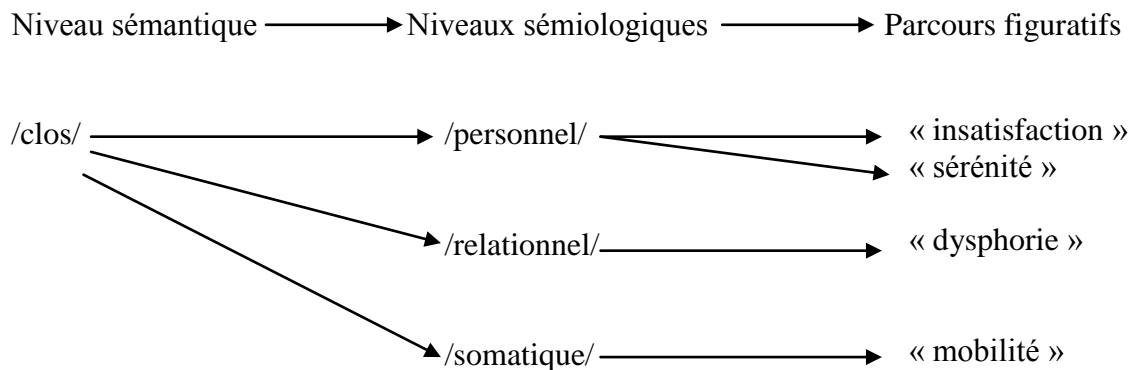 Niveau sémantique Niveaux sémiologiques Parcours figuratifs
/clos/ /personnel/ « insatisfaction »
« sérénité »
/relationnel/ « dysphorie »
/somatique/ « mobilité »